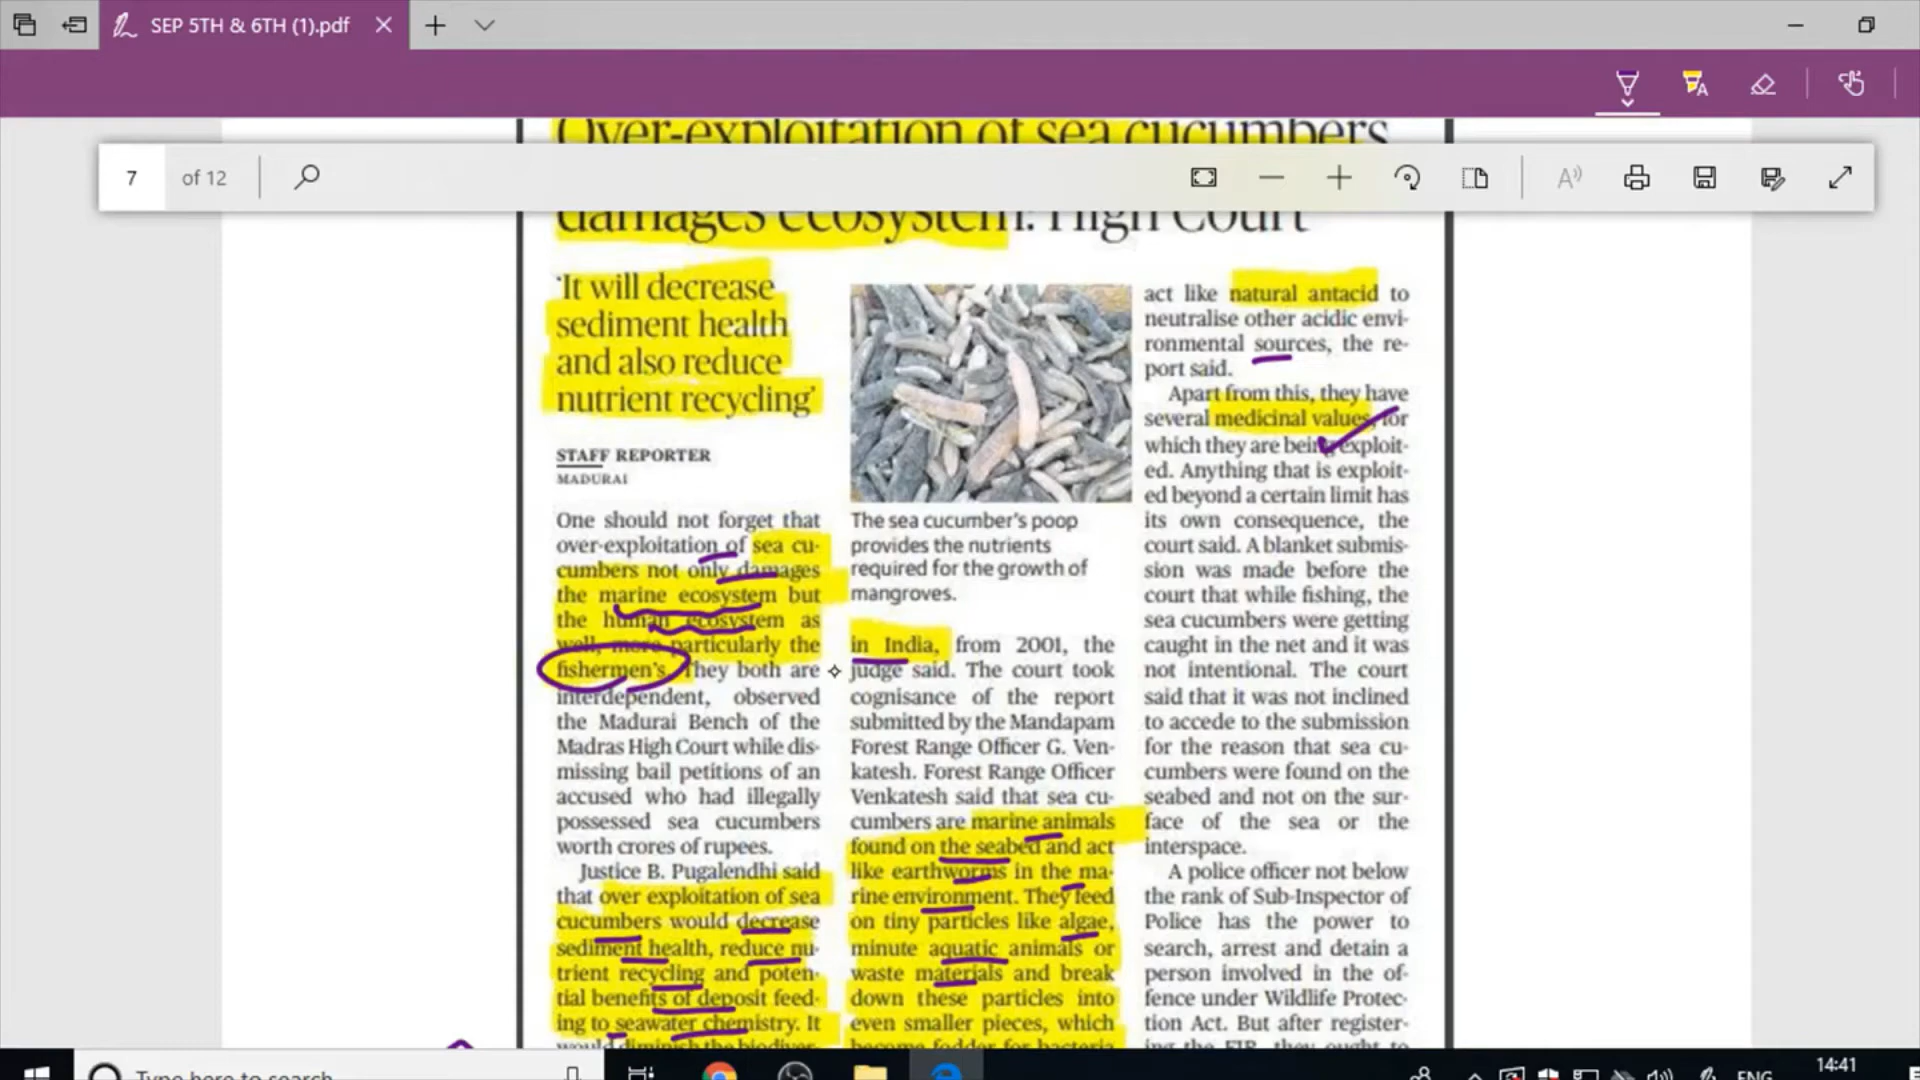 SEP 5TH & 6TH (1).pdf
7 of 12
Over-exploitation of sea cucumbers
damages ecosystem: High Court
'It will decrease
sediment health
and also reduce
nutrient recycling'
STAFF REPORTER
MADURAI
One should not forget that
over-exploitation of sea cu-
cumbers not only damages
the marine ecosystem but
the human ecosystem as
well, more particularly the
fishermen's. They both are
interdependent, observed
the Madurai Bench of the
Madras High Court while dis-
missing bail petitions of an
accused who had illegally
possessed sea cucumbers
worth crores of rupees.
Justice B. Pugalendhi said
that over exploitation of sea
cucumbers would decrease
sediment health, reduce nu-
trient recycling and poten-
tial benefits of deposit feed-
ing to seawater chemistry. It
would diminish the biodiver-
The sea cucumber's poop
provides the nutrients
required for the growth of
mangroves.
in India, from 2001, the
judge said. The court took
cognisance of the report
submitted by the Mandapam
Forest Range Officer G. Ven-
katesh. Forest Range Officer
Venkatesh said that sea cu-
cumbers are marine animals
found on the seabed and act
like earthworms in the ma-
rine environment. They feed
on tiny particles like algae,
minute aquatic animals or
waste materials and break
down these particles into
even smaller pieces, which
become fodder for bacteria
act like natural antacid to
neutralise other acidic envi-
ronmental sources, the re-
port said.
Apart from this, they have
several medicinal values, for
which they are being exploit-
ed. Anything that is exploit-
ed beyond a certain limit has
its own consequence, the
court said. A blanket submis-
sion was made before the
court that while fishing, the
sea cucumbers were getting
caught in the net and it was
not intentional. The court
said that it was not inclined
to accede to the submission
for the reason that sea cu-
cumbers were found on the
seabed and not on the sur-
face of the sea or the
interspace.
A police officer not below
the rank of Sub-Inspector of
Police has the power to
search, arrest and detain a
person involved in the of-
fence under Wildlife Protec-
tion Act. But after register-
ing the FIR, they ought to
Type here to search
ENG
14:41